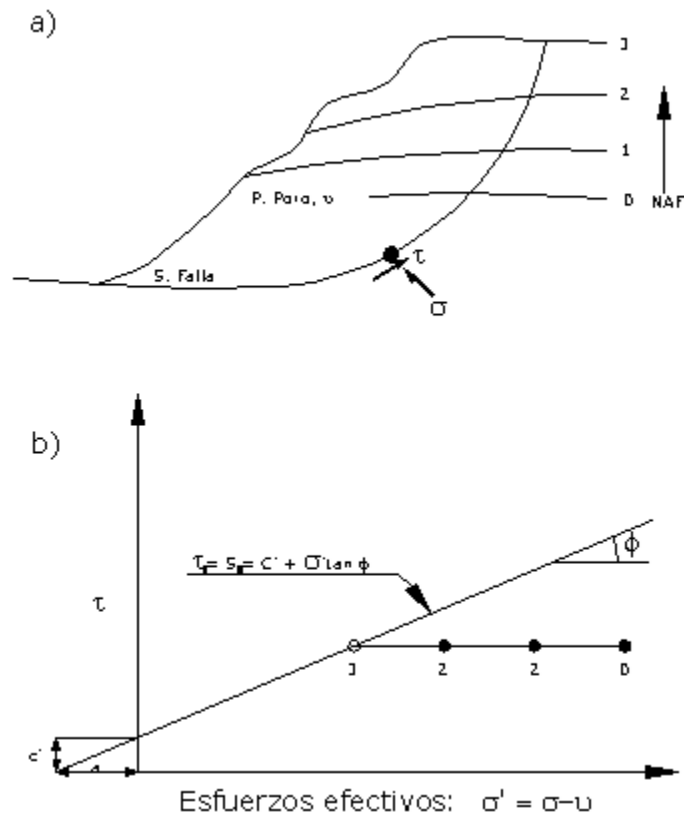 a)
3
2
1
0 NAF
P. Para, υ
τ
S. Falla
σ
b)
τ = S = C' + σ' tan ϕ
ϕ
τ
3 2 2 0
c'
Esfuerzos efectivos: σ' = σ-υ